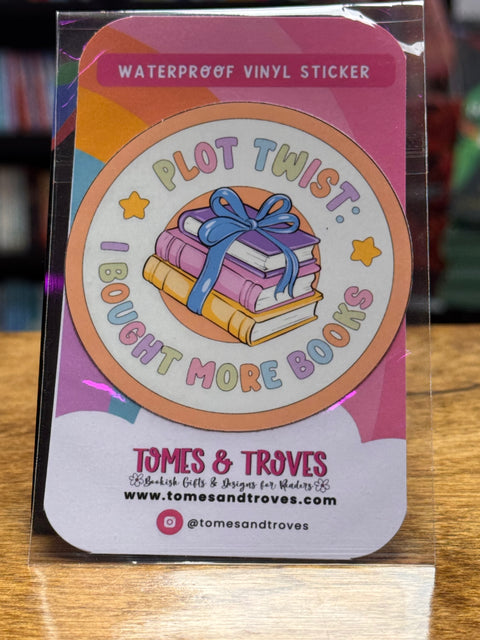 WATERPROOF VINYL STICKER
PLOT TWIST:
I BOUGHT MORE BOOKS
TOMES & TROVES
Bookish Gifts & Designs for Readers
www.tomesandtroves.com
@tomesandtroves